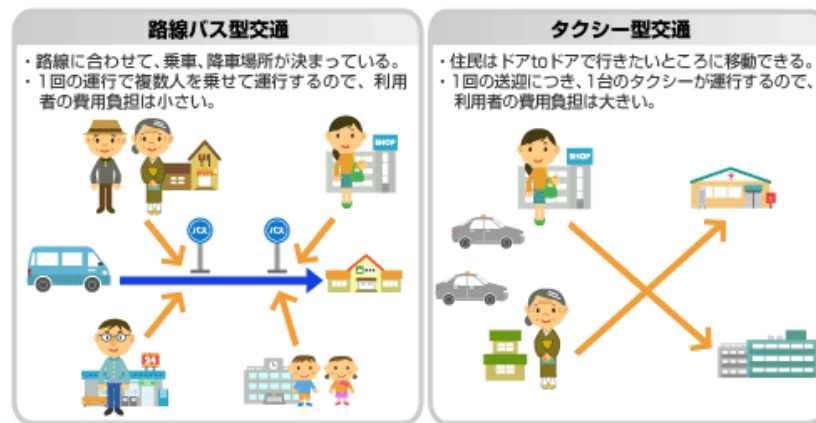 路線バス型交通
・路線に合わせて、乗車、降車場所が決まっている。
・1回の運行で複数人を乗せて運行するので、利用
者の費用負担は小さい。
SHOP
バス
バス
24
タクシー型交通
・住民はドアtoドアで行きたいところに移動できる。
・1回の送迎につき、1台のタクシーが運行するので、
利用者の費用負担は大きい。
SHOP